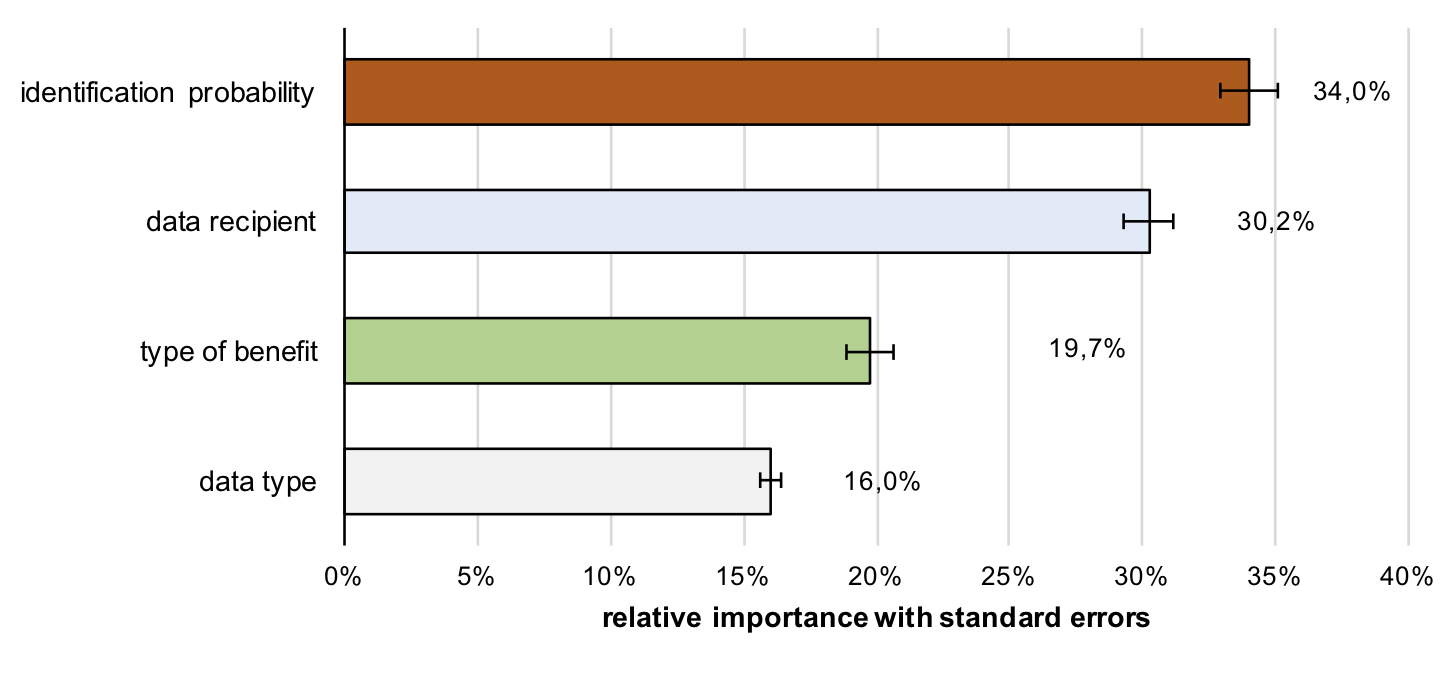 identification probability
34,0%
data recipient
30,2%
type of benefit
19,7%
data type
16,0%
0% 5% 10% 15% 20% 25% 30% 35% 40%
relative importance with standard errors